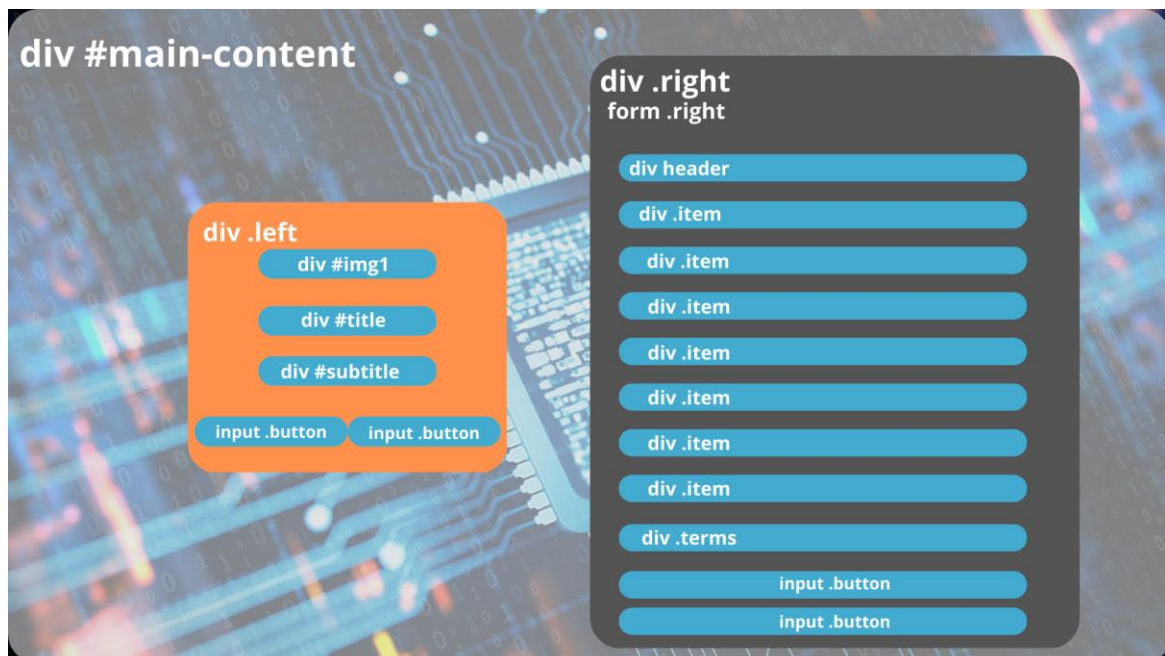 div #main-content
div .left
div #img1
div #title
div #subtitle
input .button
input .button
div .right
form .right
div header
div .item
div .item
div .item
div .item
div .item
div .item
div .item
div .terms
input .button
input .button